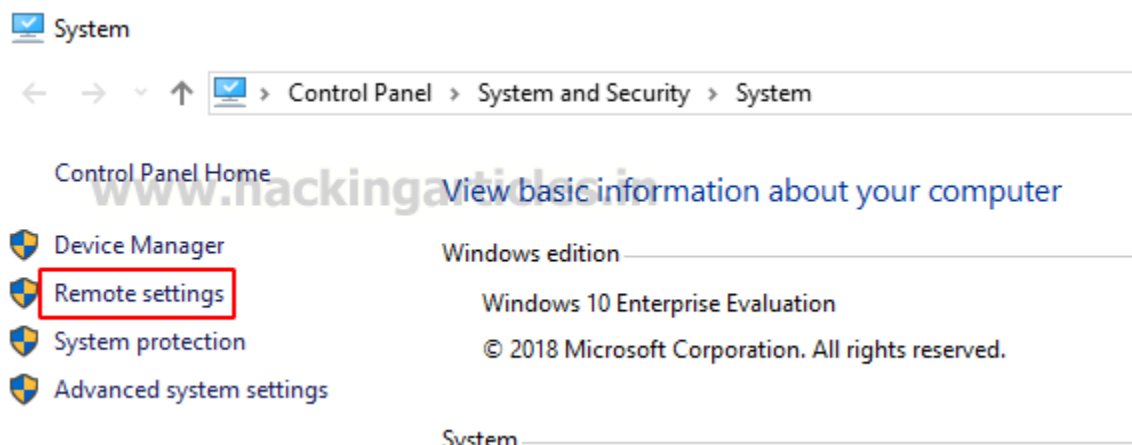 System
Control Panel > System and Security > System
Control Panel Home
www.hackingarticles.in
View basic information about your computer
Device Manager
Remote settings
System protection
Advanced system settings
Windows edition
Windows 10 Enterprise Evaluation
© 2018 Microsoft Corporation. All rights reserved.
System